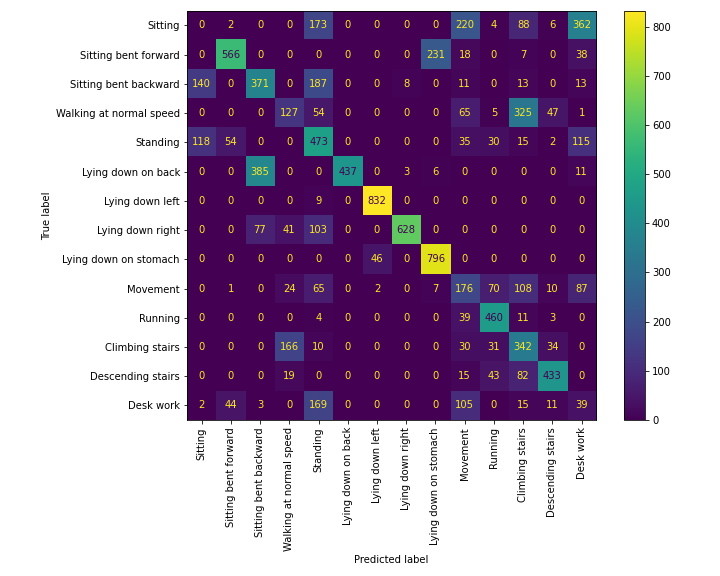 Sitting 0 2 0 0 173 0 0 0 0 220 4 88 6 362
Sitting bent forward 0 566 0 0 0 0 0 0 231 18 0 7 0 38
Sitting bent backward 140 0 371 0 187 0 0 8 0 11 0 13 0 13
Walking at normal speed 0 0 0 127 54 0 0 0 0 65 5 325 47 1
Standing 118 54 0 0 473 0 0 0 0 35 30 15 2 115
Lying down on back 0 0 385 0 0 437 0 3 6 0 0 0 0 11
Lying down left 0 0 0 0 9 0 832 0 0 0 0 0 0 0
Lying down right 0 0 77 41 103 0 0 628 0 0 0 0 0 0
Lying down on stomach 0 0 0 0 0 0 46 0 796 0 0 0 0 0
Movement 0 1 0 24 65 0 2 0 7 176 70 108 10 87
Running 0 0 0 0 4 0 0 0 0 39 460 11 3 0
Climbing stairs 0 0 0 166 10 0 0 0 0 30 31 342 34 0
Descending stairs 0 0 0 19 0 0 0 0 0 15 43 82 433 0
Desk work 2 44 3 0 169 0 0 0 0 105 0 15 11 39
True label
Sitting
Sitting bent forward
Sitting bent backward
Walking at normal speed
Standing
Lying down on back
Lying down left
Lying down right
Lying down on stomach
Movement
Running
Climbing stairs
Descending stairs
Desk work
Predicted label
800
700
600
500
400
300
200
100
0